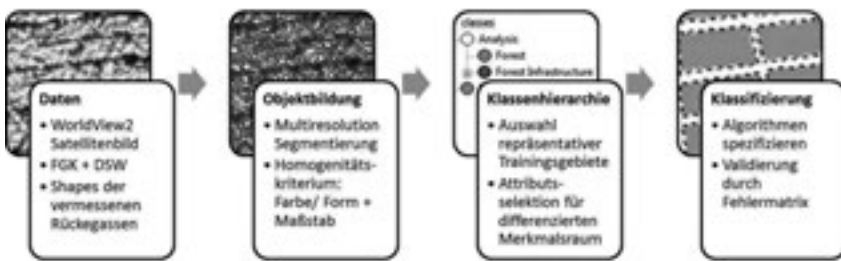 Daten
• WorldView2
Satellitenbild
• FGK + DSW
• Shapes der
vermessenen
Rückegassen
Objektbildung
• Multiresolution
Segmentierung
• Homogenitäts-
kriterium:
Farbe/ Form +
Maßstab
classes
Analysis
Forest
Forest Infrastructure
Klassenhierarchie
• Auswahl
repräsentativer
Trainingsgebiete
• Attributs-
selektion für
differenzierten
Merkmalsraum
Klassifizierung
• Algorithmen
spezifizieren
• Validierung
durch
Fehlermatrix